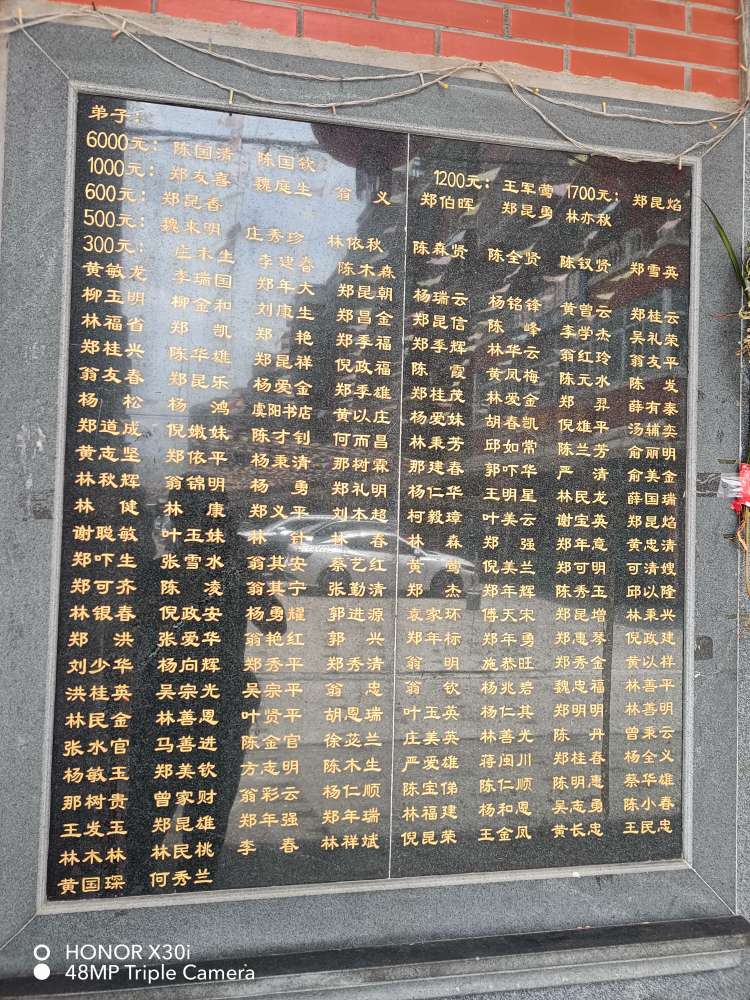 弟子:
6000元: 陈国清 陈国钦
1000元: 郑友喜 魏庭生 翁义
600元: 郑昆香
500元: 魏来明 庄秀珍 林依秋
300元: 庄木生 李建春 陈木森
黄敏龙 李瑞国 郑年大 郑昆朝
柳玉明 柳金和 刘康生 郑昌金
林福省 郑凯 郑艳 郑季福
郑桂兴 陈华雄 郑昆祥 倪政福
翁友春 郑昆乐 杨爱金 郑季雄
杨松 杨鸿 虞阳书店 黄以庄
郑道成 倪嫩妹 陈才钊 何而昌
黄志坚 郑依平 杨秉清 那树霖
林秋辉 翁锦明 杨勇 郑礼明
林健 林康 郑义平 刘木超
谢聪敏 叶玉妹 林针 林春
郑吓生 张雪水 翁其安 蔡艺红
郑可齐 陈凌 翁其宁 张勤清
林银春 倪政安 杨勇耀 郭进源
郑洪 张爱华 翁艳红 郭兴
刘少华 杨向辉 郑秀平 郑秀清
洪桂英 吴宗光 吴宗平 翁忠
林民金 林善恩 叶贤平 胡恩瑞
张水官 马善进 陈金官 徐苾兰
杨敏玉 郑美钦 方志明 陈木生
那树贵 曾家财 翁彩云 杨仁顺
王发玉 郑昆雄 郑年强 郑年瑞
林木林 林民桃 李春 林祥斌
黄国琛 何秀兰
1200元: 王军莺 1700元: 郑昆焰
郑伯晖 郑昆勇 林亦秋
陈森贤 陈全贤 陈钗贤 郑雪英
杨瑞云 杨铭锋 黄曾云 郑桂云
郑昆信 陈峰 李学 吴礼荣
郑季辉 林华云 翁红玲 翁友平
陈霞 黄凤梅 陈元水 陈发
郑桂茂 林爱金 郑羿 薛有泰
杨爱妹 胡春凯 倪雄 汤辅奕
林秉芳 邱如常 陈兰芳 俞丽明
那建春 郭吓华 严清 俞美金
杨仁华 王明星 林民龙 薛国瑞
柯毅璋 叶美云 谢宝英 郑昆焰
林森 郑强 郑年意 黄忠清
黄莺 倪美兰 郑可明 黄可清嫂
郑杰 郑年辉 陈秀玉 邱以隆
袁家环 傅天宋 郑昆增 林秉兴
郑年标 郑年勇 郑惠琴 倪政建
翁明 施恭旺 郑秀金 黄以样
翁钦 杨兆碧 魏忠福 林善平
叶玉英 杨仁其 郑明明 林善明
庄美英 林善光 陈丹 曾秉云
严爱雄 蒋闽川 郑桂春 杨全义
陈宝俤 陈仁顺 陈明惠 蔡华雄
林福建 杨和恩 吴志勇 陈小春
倪昆荣 王金凤 黄长忠 王民忠
HONOR X30i
48MP Triple Camera